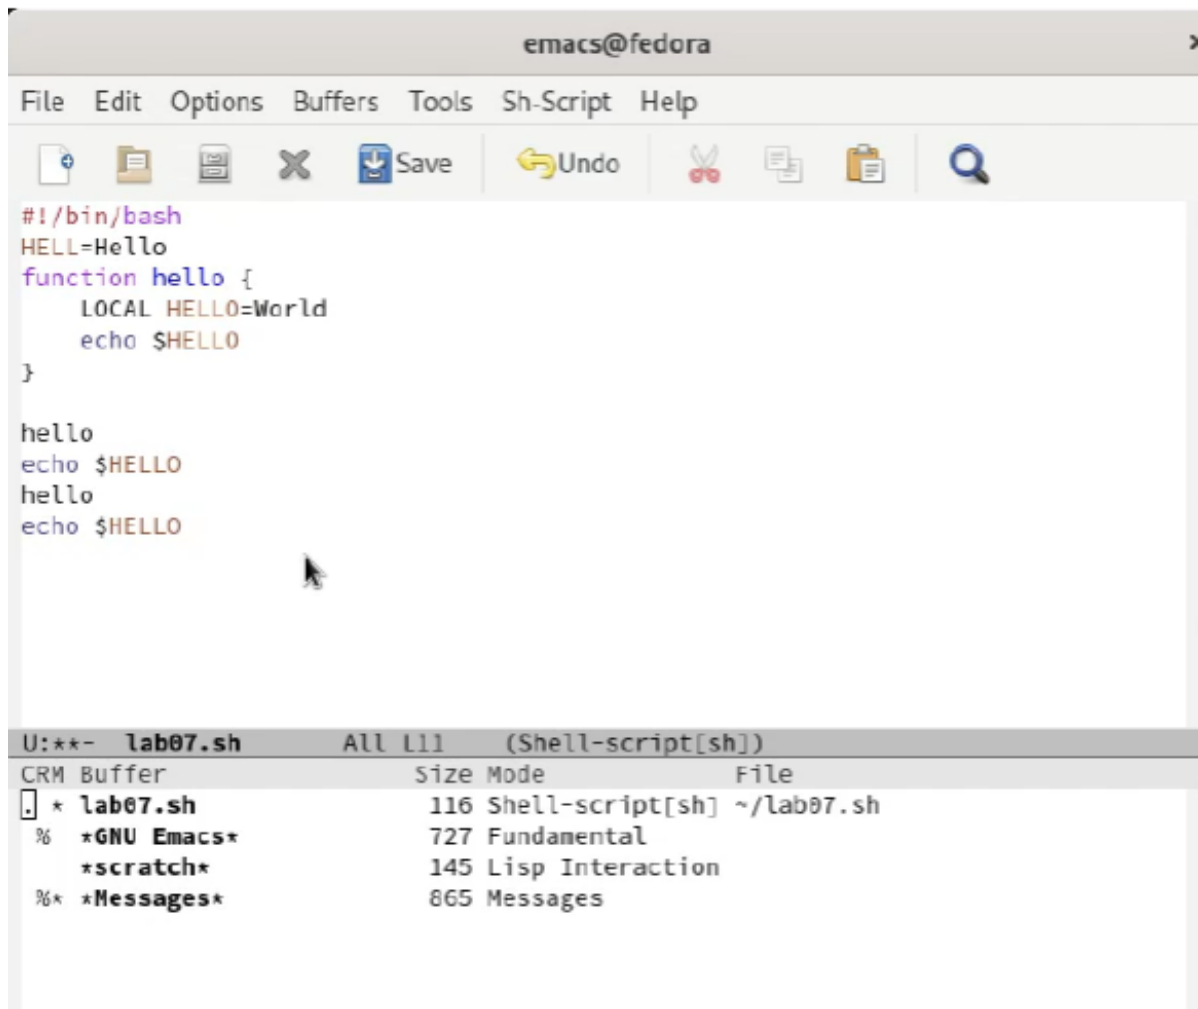 emacs@fedora
File Edit Options Buffers Tools Sh-Script Help
Save Undo
#!/bin/bash
HELL=Hello
function hello {
    LOCAL HELLO=World
    echo $HELLO
}
hello
echo $HELLO
hello
echo $HELLO
U:**-  lab07.sh       All L11    (Shell-script[sh])
CRM Buffer                 Size Mode             File
. * lab07.sh                116 Shell-script[sh] ~/lab07.sh
 %  *GNU Emacs*             727 Fundamental
    *scratch*               145 Lisp Interaction
 %* *Messages*              865 Messages